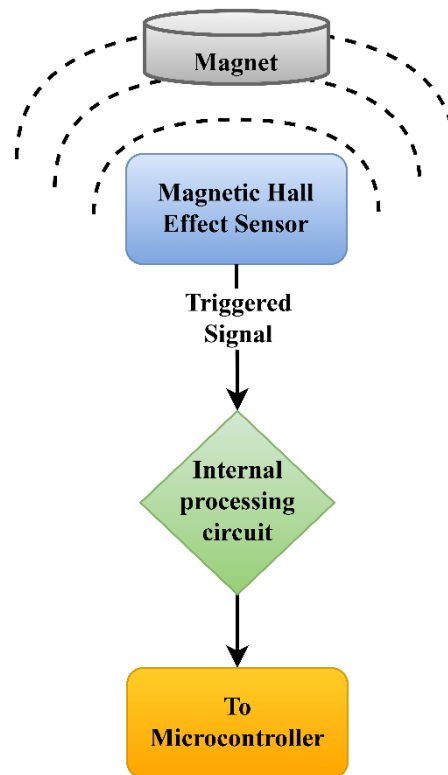 Magnet
Magnetic Hall
Effect Sensor
Triggered
Signal
Internal
processing
circuit
To
Microcontroller